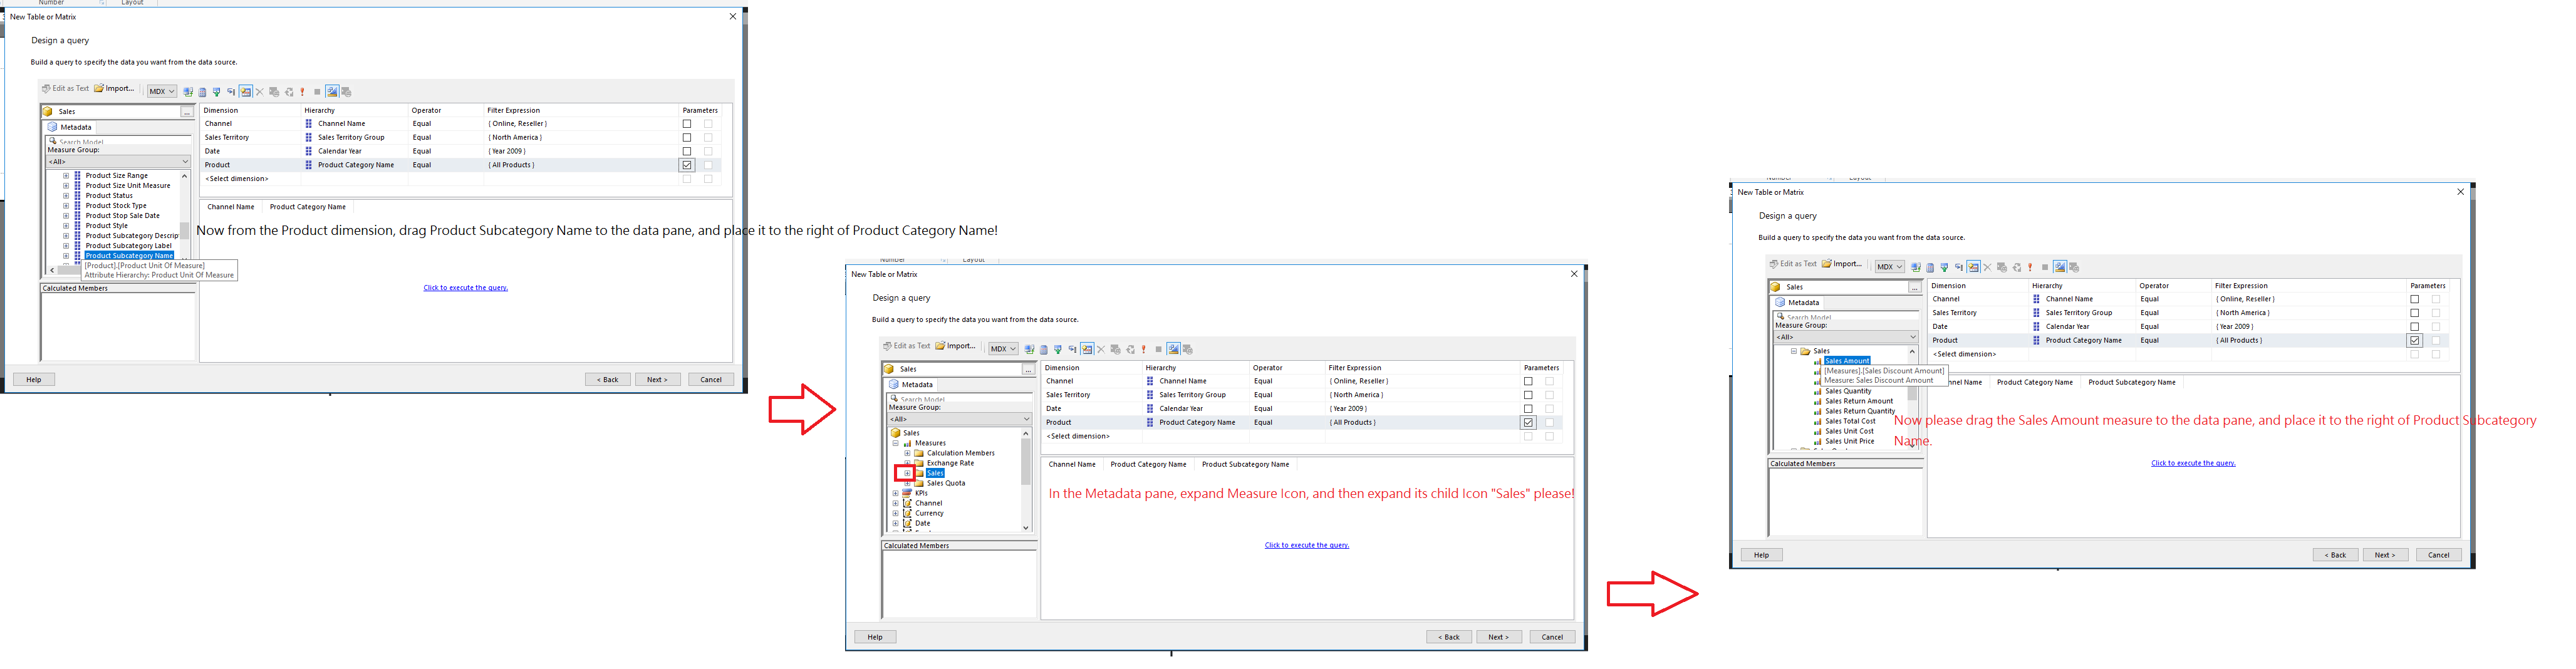 Number Layout
New Table or Matrix
Design a query
Build a query to specify the data you want from the data source.
Edit as Text Import... MDX
Sales ...
Metadata
Search Model
Measure Group:
<All>
Product Size Range
Product Size Unit Measure
Product Status
Product Stock Type
Product Stop Sale Date
Product Style
Product Subcategory Descrip
Product Subcategory Label
Product Subcategory Name
[Product].[Product Unit Of Measure]
Attribute Hierarchy: Product Unit Of Measure
Calculated Members
Dimension Hierarchy Operator Filter Expression Parameters
Channel Channel Name Equal { Online, Reseller }
Sales Territory Sales Territory Group Equal { North America }
Date Calendar Year Equal { Year 2009 }
Product Product Category Name Equal { All Products }
<Select dimension>
Channel Name Product Category Name
Now from the Product dimension, drag Product Subcategory Name to the data pane, and place it to the right of Product Category Name!
Click to execute the query.
Help < Back Next > Cancel
Number Layout
New Table or Matrix
Design a query
Build a query to specify the data you want from the data source.
Edit as Text Import... MDX
Sales ...
Metadata
Search Model
Measure Group:
<All>
Sales
Measures
Calculation Members
Exchange Rate
Sales
Sales Quota
KPIs
Channel
Currency
Date
Calculated Members
Dimension Hierarchy Operator Filter Expression Parameters
Channel Channel Name Equal { Online, Reseller }
Sales Territory Sales Territory Group Equal { North America }
Date Calendar Year Equal { Year 2009 }
Product Product Category Name Equal { All Products }
<Select dimension>
Channel Name Product Category Name Product Subcategory Name
In the Metadata pane, expand Measure Icon, and then expand its child Icon "Sales" please!
Click to execute the query.
Help < Back Next > Cancel
New Table or Matrix
Design a query
Build a query to specify the data you want from the data source.
Edit as Text Import... MDX
Sales ...
Metadata
Search Model
Measure Group:
<All>
Sales
Sales Amount
[Measures].[Sales Discount Amount]
Measure: Sales Discount Amount
Sales Quantity
Sales Return Amount
Sales Return Quantity
Sales Total Cost
Sales Unit Cost
Sales Unit Price
Calculated Members
Dimension Hierarchy Operator Filter Expression Parameters
Channel Channel Name Equal { Online, Reseller }
Sales Territory Sales Territory Group Equal { North America }
Date Calendar Year Equal { Year 2009 }
Product Product Category Name Equal { All Products }
<Select dimension>
Name Product Category Name Product Subcategory Name
Now please drag the Sales Amount measure to the data pane, and place it to the right of Product Subcategory
Name.
Click to execute the query.
Help < Back Next > Cancel